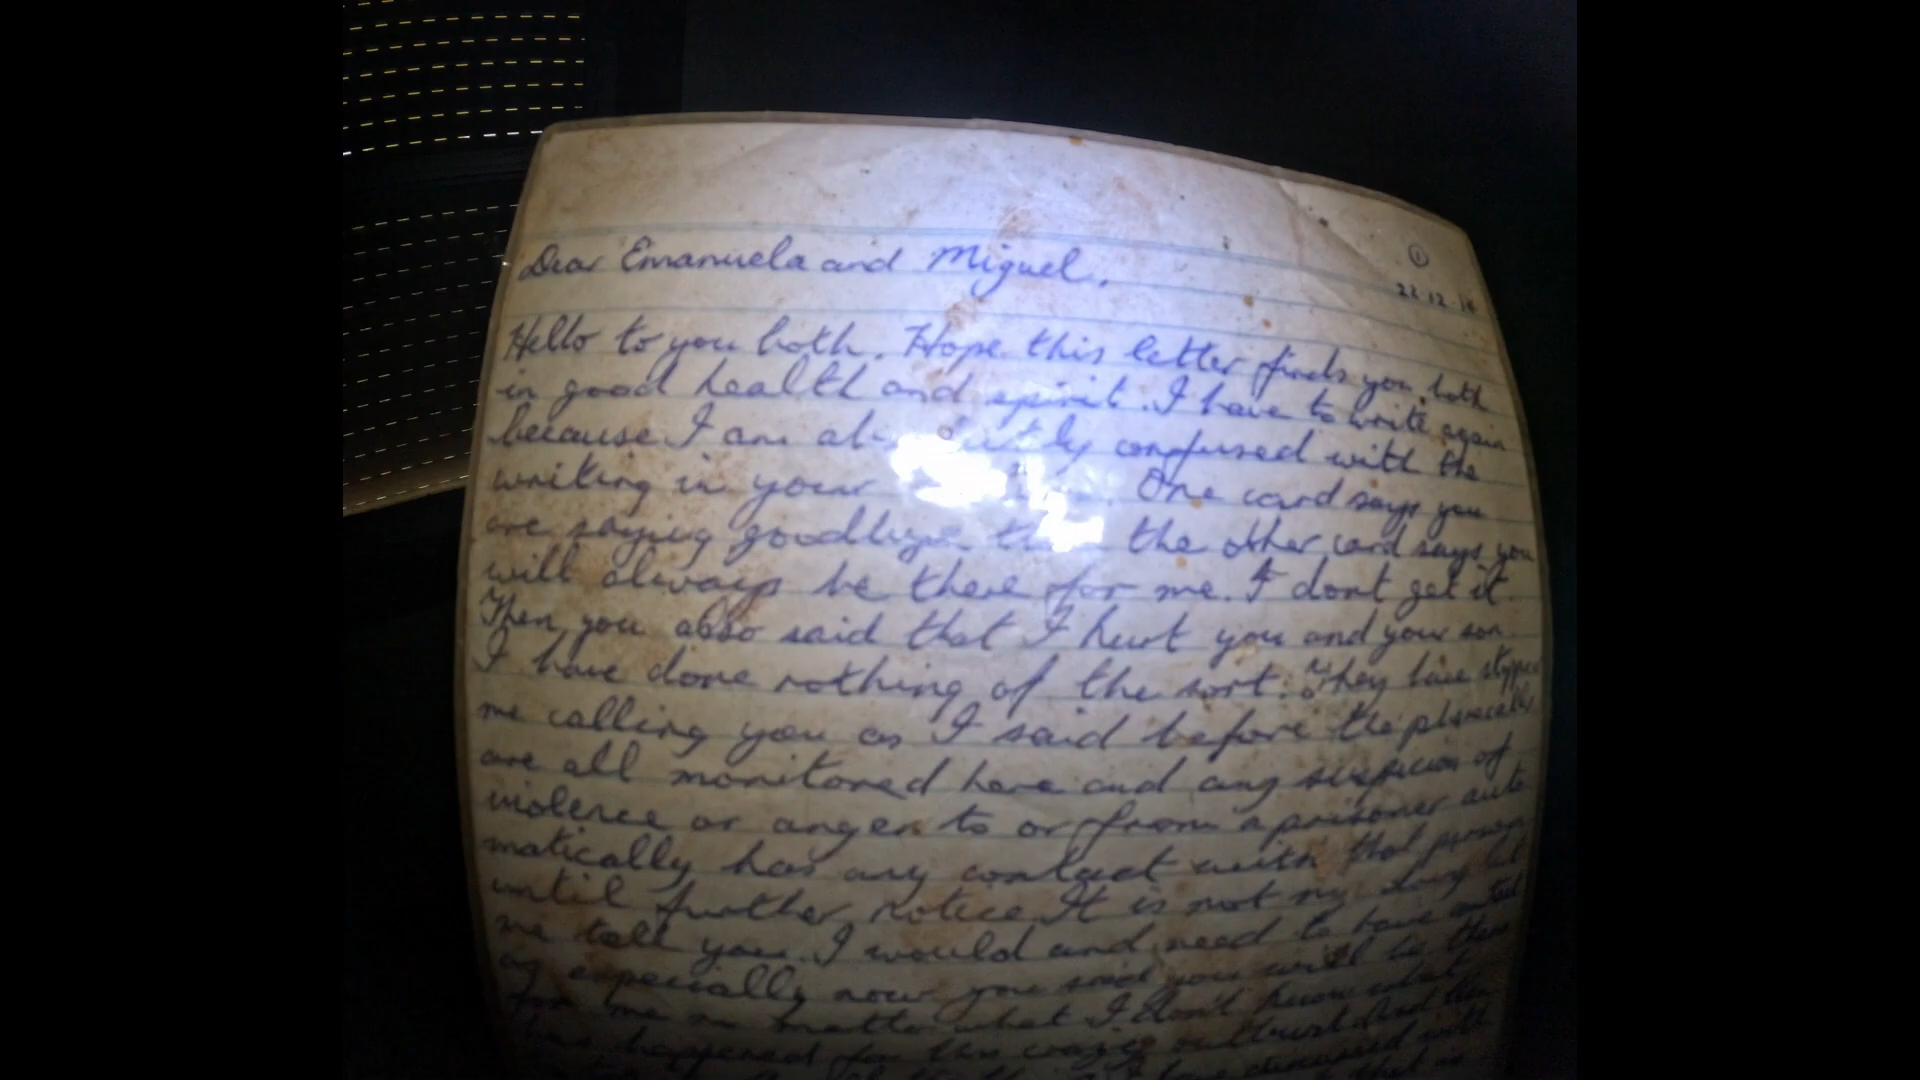 1
22.12.
Dear Emanuela and Miguel,
Hello to you both. Hope this letter finds you both
in good health and spirit. I have to write again
because I am confused with the
writing in your One card says you
are saying goodbye the other card says you
will always be there for me. I dont get it.
Then you also said that I hurt you and your son
I have done nothing of the sort. They have
me calling you as I said before the
are all monitored here and any suspicion of
violence or anger to or from a prisoner auto
matically has any contact with that person
until further notice. It is not my
me tell you. I would and need to have
especially now you said you will be there
for me no matter what I don't know what
happened for this crazy